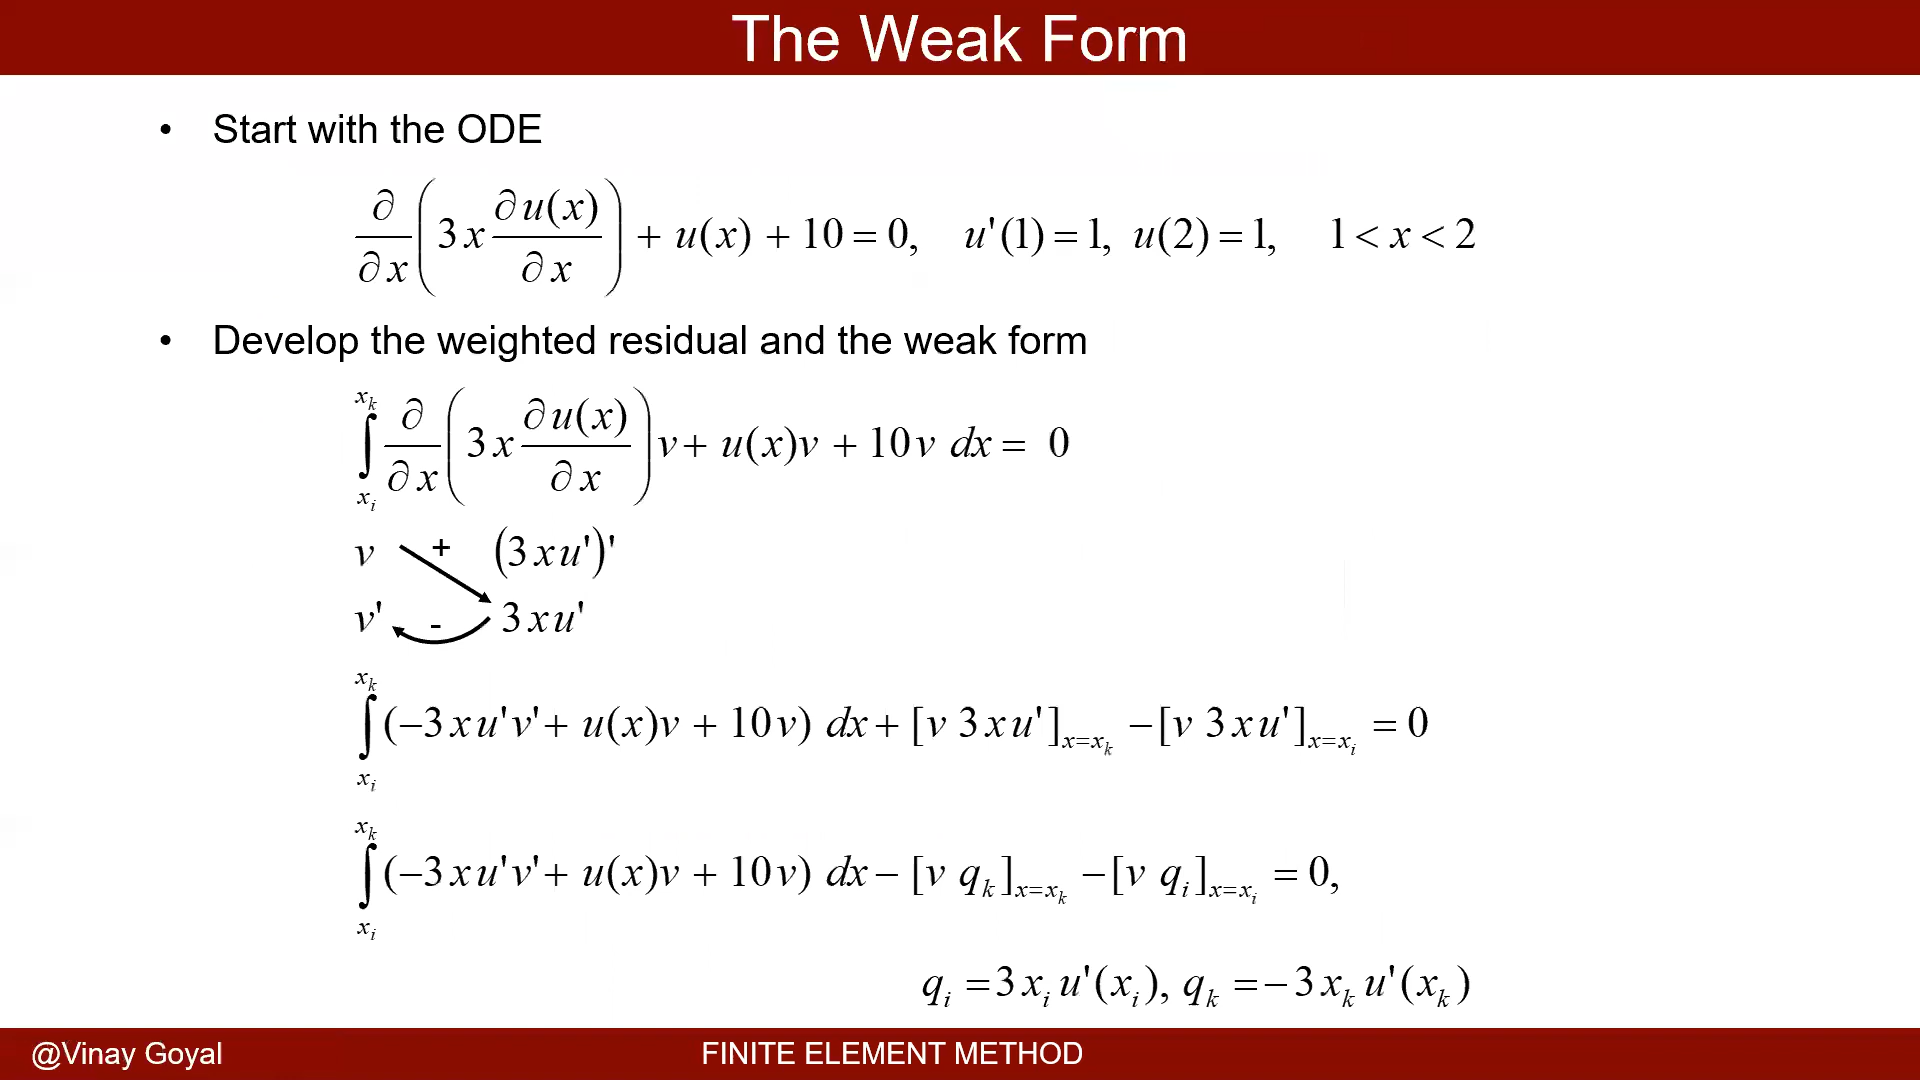 The Weak Form
• Start with the ODE
∂/∂x (3x ∂u(x)/∂x) + u(x) + 10 = 0, u'(1) = 1, u(2) = 1, 1 < x < 2
• Develop the weighted residual and the weak form
∫_{x_i}^{x_k} ∂/∂x (3x ∂u(x)/∂x) v + u(x)v + 10v dx = 0
v + (3xu')'
v' - 3xu'
∫_{x_i}^{x_k} (−3xu'v' + u(x)v + 10v) dx + [v 3xu']_{x=x_k} − [v 3xu']_{x=x_i} = 0
∫_{x_i}^{x_k} (−3xu'v' + u(x)v + 10v) dx − [v q_k]_{x=x_k} − [v q_i]_{x=x_i} = 0,
q_i = 3x_i u'(x_i), q_k = −3x_k u'(x_k)
@Vinay Goyal FINITE ELEMENT METHOD